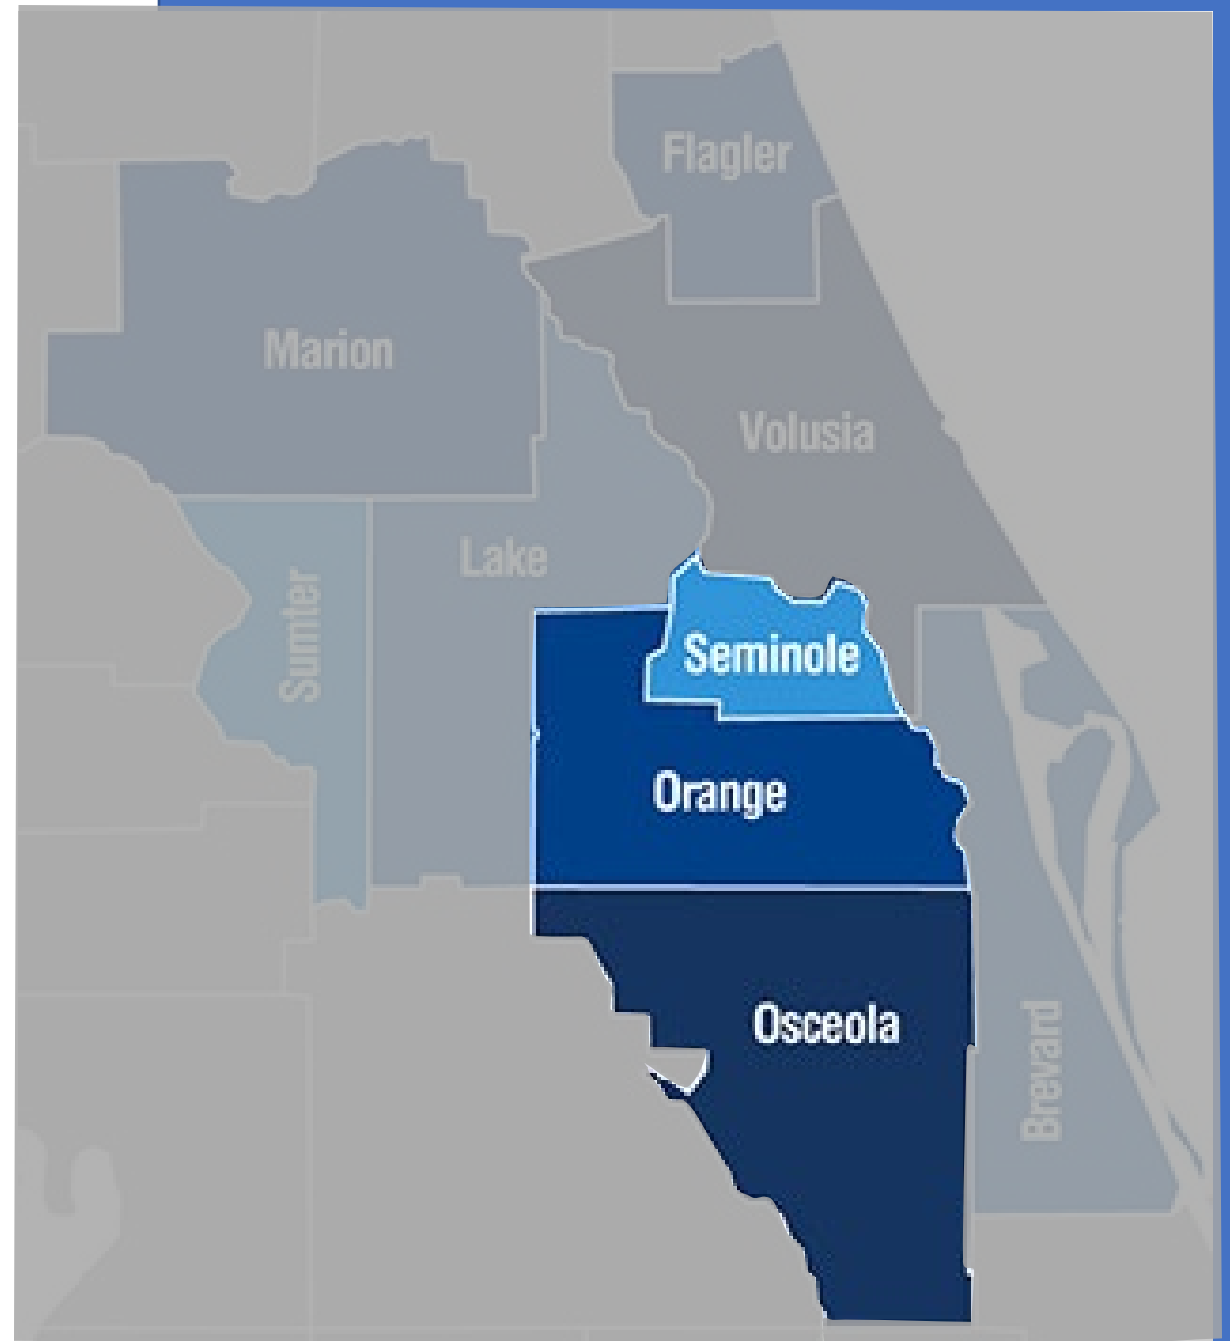 Flagler
Marion
Volusia
Lake
Sumter
Seminole
Orange
Osceola
Brevard